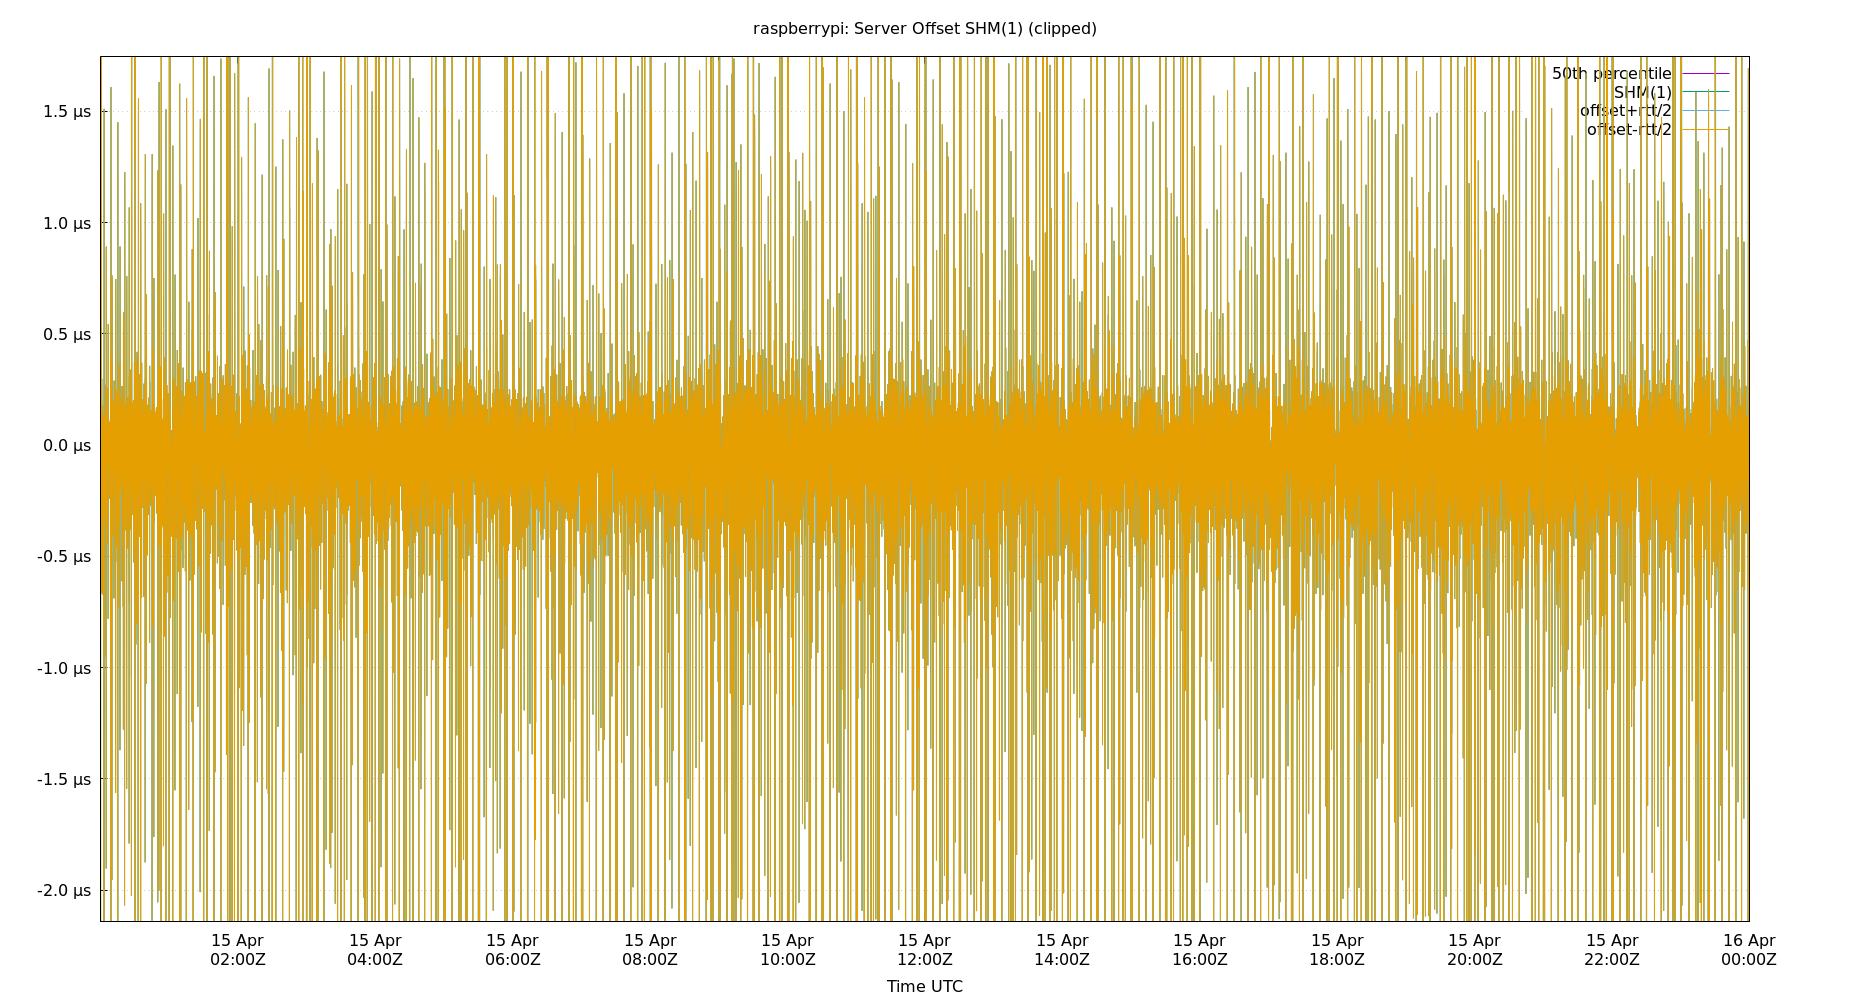 raspberrypi: Server Offset SHM(1) (clipped)
50th percentile
SHM(1)
offset+rtt/2
offset-rtt/2
1.5 µs
1.0 µs
0.5 µs
0.0 µs
-0.5 µs
-1.0 µs
-1.5 µs
-2.0 µs
15 Apr 15 Apr 15 Apr 15 Apr 15 Apr 15 Apr 15 Apr 15 Apr 15 Apr 15 Apr 15 Apr 16 Apr
02:00Z 04:00Z 06:00Z 08:00Z 10:00Z 12:00Z 14:00Z 16:00Z 18:00Z 20:00Z 22:00Z 00:00Z
Time UTC